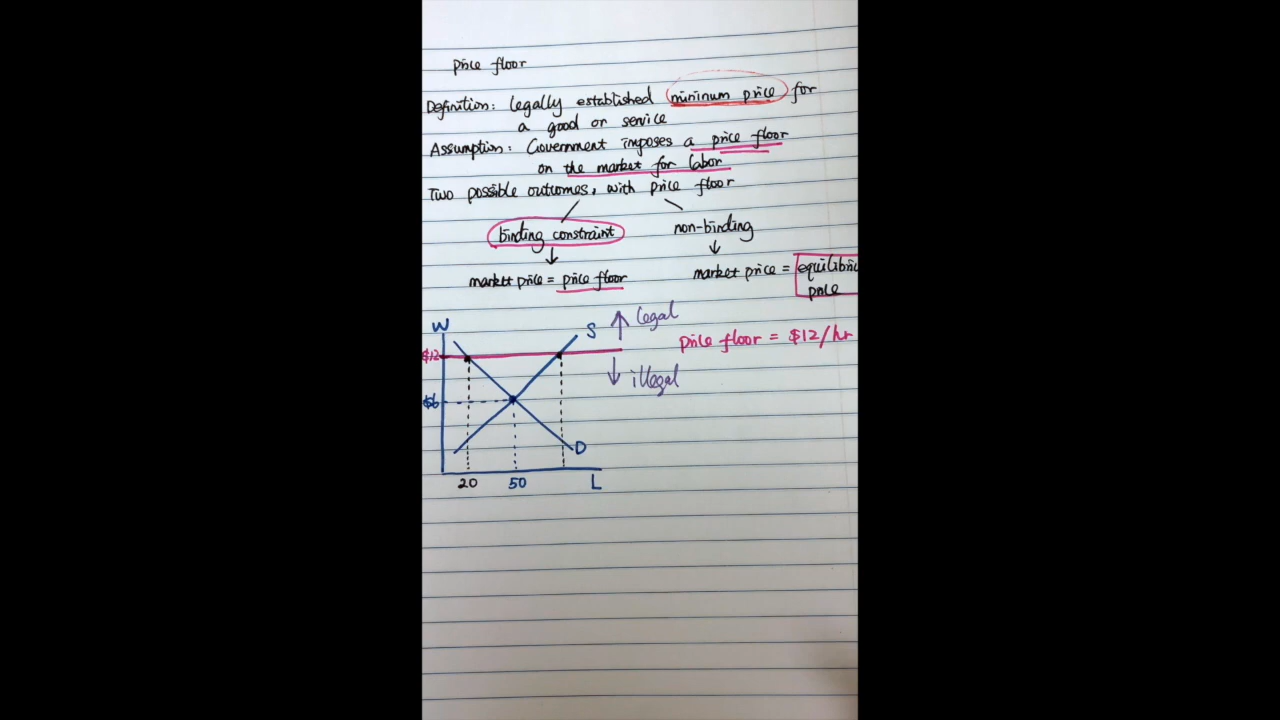 price floor
Definition: legally established minimum price for
a good or service
Assumption: Government imposes a price floor
on the market for labor
Two possible outcomes, with price floor
binding constraint
non-binding
market price = price floor
market price = equilibriu
price
W
S
legal
price floor = $12/hr
$12
illegal
$6
D
20
50
L